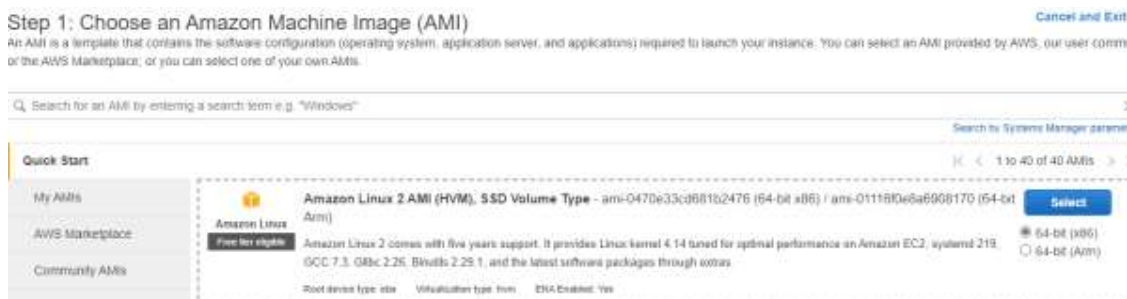 Step 1: Choose an Amazon Machine Image (AMI)
Cancel and Exit
An AMI is a template that contains the software configuration (operating system, application server, and applications) required to launch your instance. You can select an AMI provided by AWS, our user comm
or the AWS Marketplace; or you can select one of your own AMIs.
Search for an AMI by entering a search term e.g. "Windows"
Search by Systems Manager parame
Quick Start
1 to 40 of 40 AMIs
My AMIs
AWS Marketplace
Community AMIs
Amazon Linux
Free tier eligible
Amazon Linux 2 AMI (HVM), SSD Volume Type - (64-bit x86) / (64-bit
Arm)
Amazon Linux 2 comes with five years support. It provides Linux kernel 4.14 tuned for optimal performance on Amazon EC2, systemd 219,
GCC 7.3, Glibc 2.26, Binutils 2.29.1, and the latest software packages through extras.
Root device type: ebs Virtualization type: hvm ENA Enabled: Yes
Select
64-bit (x86)
64-bit (Arm)